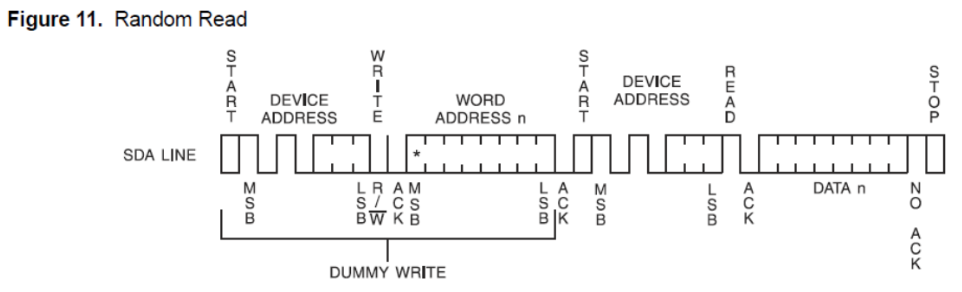 Figure 11. Random Read
START
WRITE
START
READ
STOP
DEVICE
ADDRESS
WORD
ADDRESS n
DEVICE
ADDRESS
SDA LINE
*
MSB
LSB
R/W
ACK
MSB
LSB
ACK
MSB
LSB
ACK
DATA n
NO ACK
DUMMY WRITE